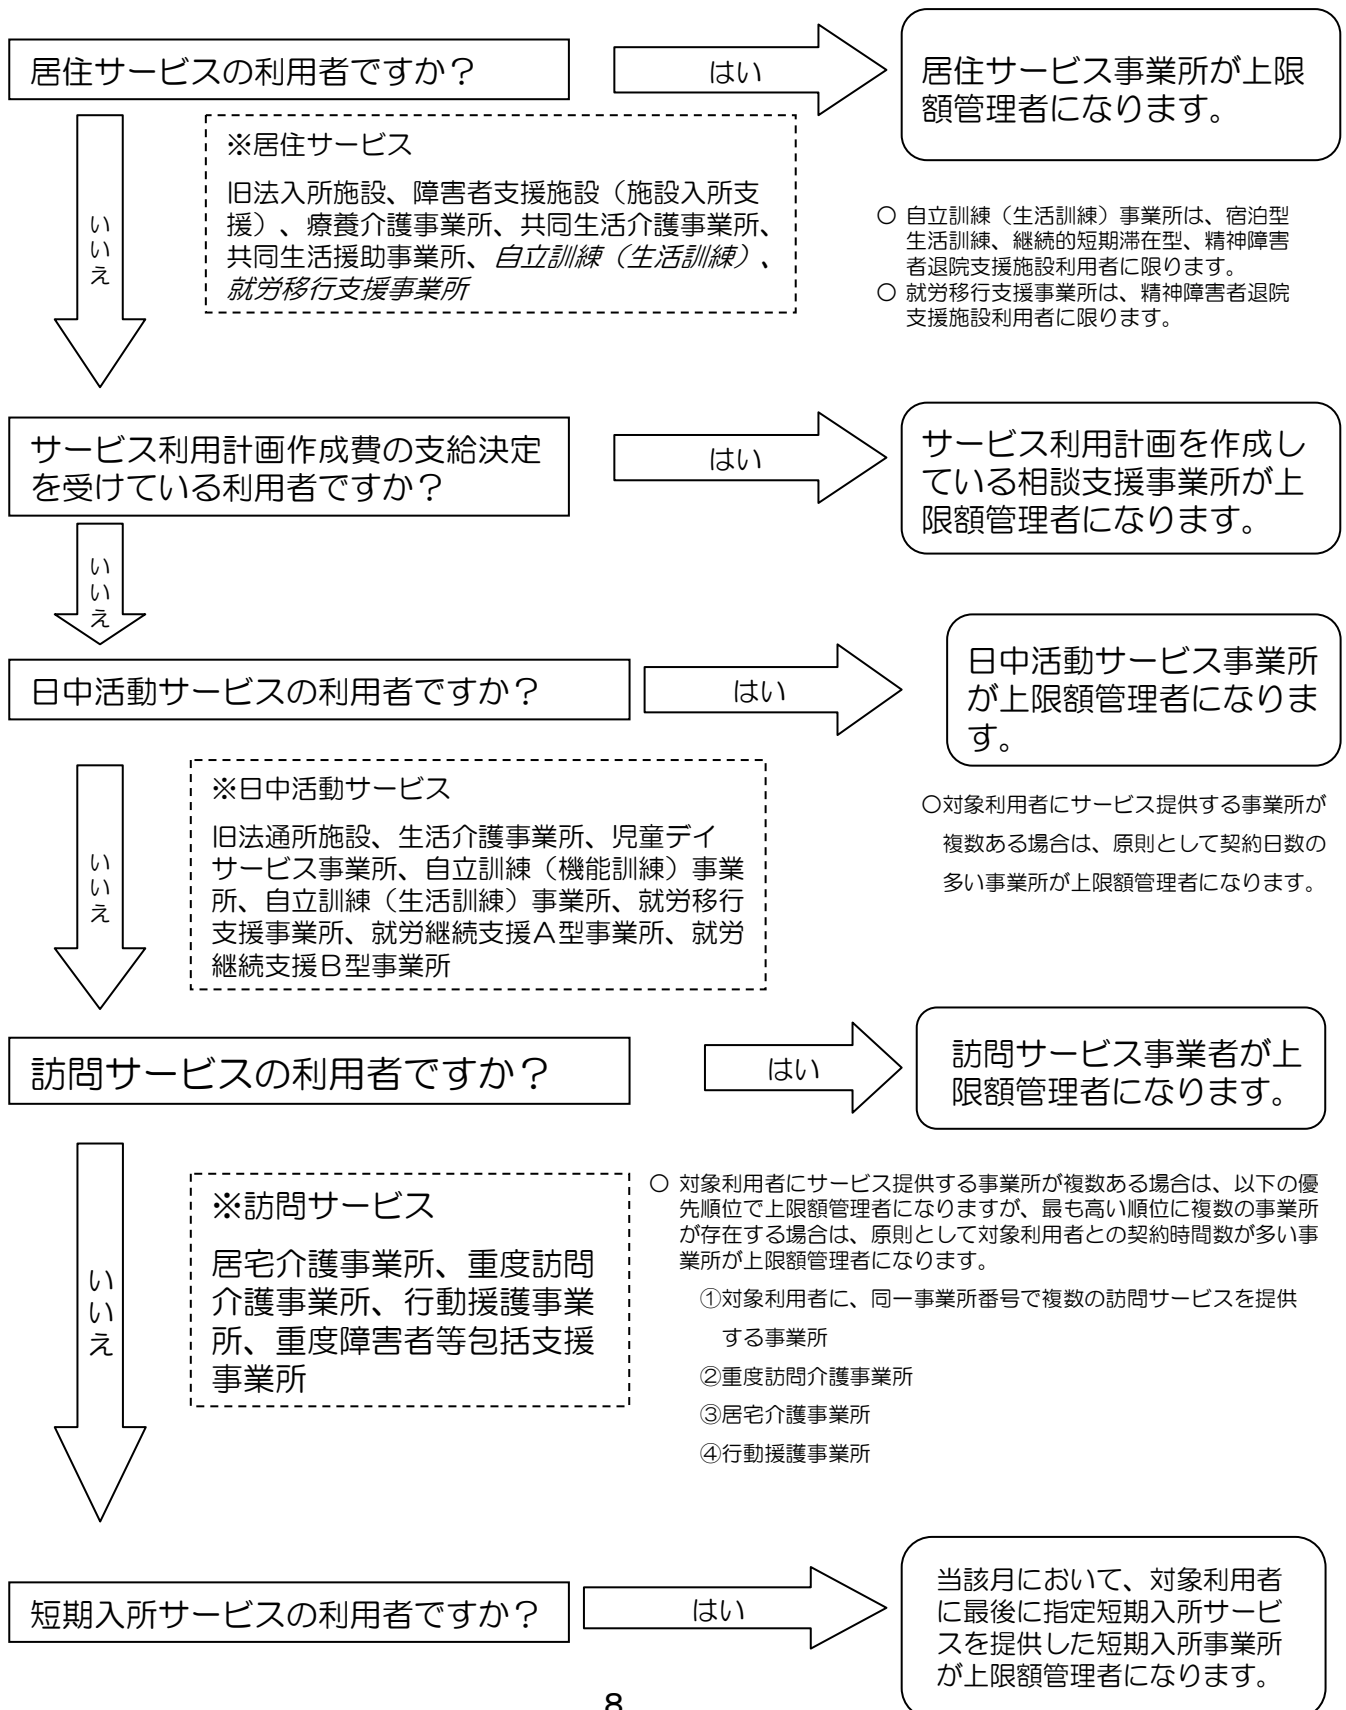 居住サービスの利用者ですか？
はい
居住サービス事業所が上限
額管理者になります。
いいえ
※居住サービス
旧法入所施設、障害者支援施設（施設入所支
援）、療養介護事業所、共同生活介護事業所、
共同生活援助事業所、自立訓練（生活訓練）、
就労移行支援事業所
〇 自立訓練（生活訓練）事業所は、宿泊型
生活訓練、継続的短期滞在型、精神障害
者退院支援施設利用者に限ります。
〇 就労移行支援事業所は、精神障害者退院
支援施設利用者に限ります。
サービス利用計画作成費の支給決定
を受けている利用者ですか？
はい
サービス利用計画を作成し
ている相談支援事業所が上
限額管理者になります。
いいえ
日中活動サービスの利用者ですか？
はい
日中活動サービス事業所
が上限額管理者になりま
す。
いいえ
※日中活動サービス
旧法通所施設、生活介護事業所、児童デイ
サービス事業所、自立訓練（機能訓練）事業
所、自立訓練（生活訓練）事業所、就労移行
支援事業所、就労継続支援Ａ型事業所、就労
継続支援Ｂ型事業所
〇対象利用者にサービス提供する事業所が
複数ある場合は、原則として契約日数の
多い事業所が上限額管理者になります。
訪問サービスの利用者ですか？
はい
訪問サービス事業者が上
限額管理者になります。
いいえ
※訪問サービス
居宅介護事業所、重度訪問
介護事業所、行動援護事業
所、重度障害者等包括支援
事業所
〇 対象利用者にサービス提供する事業所が複数ある場合は、以下の優
先順位で上限額管理者になりますが、最も高い順位に複数の事業所
が存在する場合は、原則として対象利用者との契約時間数が多い事
業所が上限額管理者になります。
①対象利用者に、同一事業所番号で複数の訪問サービスを提供
する事業所
②重度訪問介護事業所
③居宅介護事業所
④行動援護事業所
短期入所サービスの利用者ですか？
はい
当該月において、対象利用者
に最後に指定短期入所サービ
スを提供した短期入所事業所
が上限額管理者になります。
8